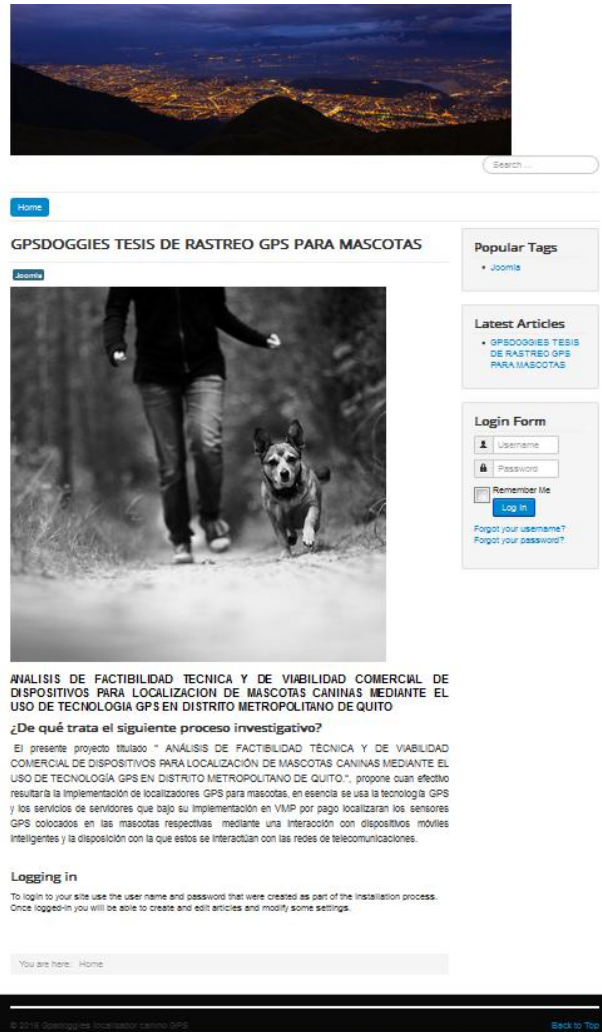 Search ...
Home
GPSDOGGIES TESIS DE RASTREO GPS PARA MASCOTAS
Joomla
ANALISIS DE FACTIBILIDAD TECNICA Y DE VIABILIDAD COMERCIAL DE
DISPOSITIVOS PARA LOCALIZACION DE MASCOTAS CANINAS MEDIANTE EL
USO DE TECNOLOGIA GPS EN DISTRITO METROPOLITANO DE QUITO
¿De qué trata el siguiente proceso investigativo?
El presente proyecto titulado " ANÁLISIS DE FACTIBILIDAD TÉCNICA Y DE VIABILIDAD
COMERCIAL DE DISPOSITIVOS PARA LOCALIZACIÓN DE MASCOTAS CANINAS MEDIANTE EL
USO DE TECNOLOGÍA GPS EN DISTRITO METROPOLITANO DE QUITO.", propone cuan efectivo
resultaría la implementación de localizadores GPS para mascotas, en esencia se usa la tecnología GPS
y los servicios de servidores que bajo su implementación en VMP por pago localizaran los sensores
GPS colocados en las mascotas respectivas mediante una interacción con dispositivos móviles
inteligentes y la disposición con la que estos se interactúan con las redes de telecomunicaciones.
Logging in
To login to your site use the user name and password that were created as part of the installation process.
Once logged-in you will be able to create and edit articles and modify some settings.
You are here: Home
Popular Tags
Joomla
Latest Articles
GPSDOGGIES TESIS
DE RASTREO GPS
PARA MASCOTAS
Login Form
Username
Password
Remember Me
Log in
Forgot your username?
Forgot your password?
© 2016 Gpsdoggies localizador canino GPS
Back to Top